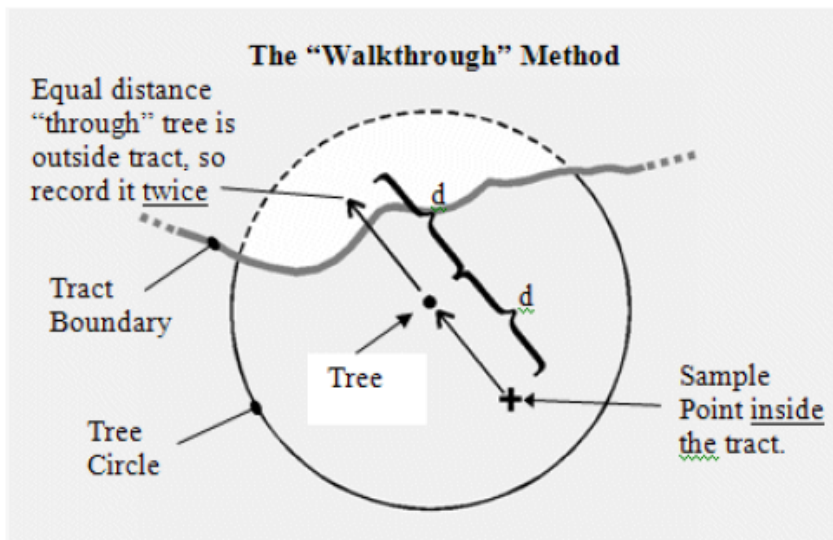 The “Walkthrough” Method
Equal distance
“through” tree is
outside tract, so
record it twice
d
d
Tract
Boundary
Tree
Sample
Point inside
the tract.
Tree
Circle